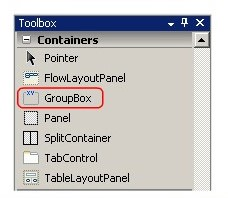 Toolbox
Containers
Pointer
FlowLayoutPanel
GroupBox
Panel
SplitContainer
TabControl
TableLayoutPanel